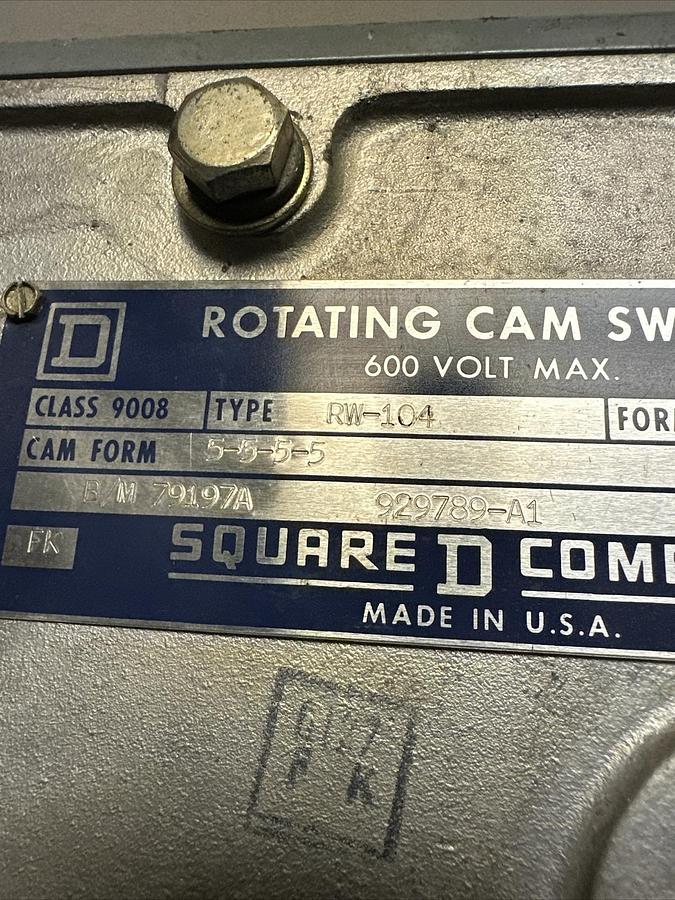 D
ROTATING CAM SW
600 VOLT MAX.
CLASS 9008 TYPE RW-104 FOR
CAM FORM 5-5-5-5
B/M 79197A 929789-A1
FK
SQUARE D COMP
MADE IN U.S.A.
F K